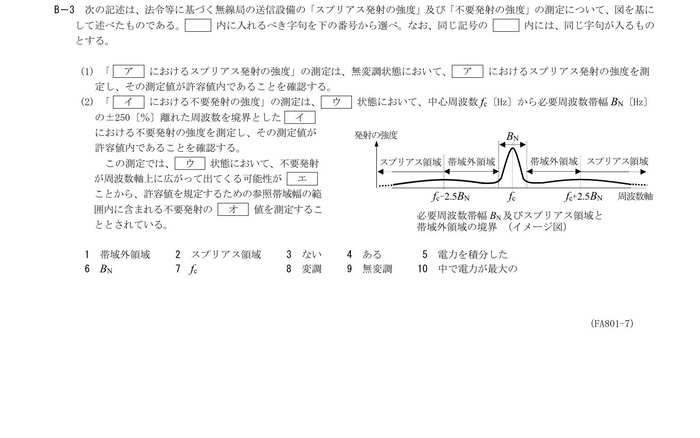 B－3 次の記述は、法令等に基づく無線局の送信設備の「スプリアス発射の強度」及び「不要発射の強度」の測定について、図を基に
して述べたものである。 内に入れるべき字句を下の番号から選べ。なお、同じ記号の 内には、同じ字句が入るもの
とする。
(1) 「 ア におけるスプリアス発射の強度」の測定は、無変調状態において、 ア におけるスプリアス発射の強度を測
定し、その測定値が許容値内であることを確認する。
(2) 「 イ における不要発射の強度」の測定は、 ウ 状態において、中心周波数 fc〔Hz〕から必要周波数帯幅 BN〔Hz〕
の±250〔%〕離れた周波数を境界とした イ
における不要発射の強度を測定し、その測定値が
許容値内であることを確認する。
この測定では、 ウ 状態において、不要発射
が周波数軸上に広がって出てくる可能性が エ
ことから、許容値を規定するための参照帯域幅の範
囲内に含まれる不要発射の オ 値を測定するこ
ととされている。
発射の強度
BN
スプリアス領域 帯域外領域 帯域外領域 スプリアス領域
fc−2.5BN fc fc+2.5BN 周波数軸
必要周波数帯幅 BN 及びスプリアス領域と
帯域外領域の境界 （イメージ図）
1 帯域外領域 2 スプリアス領域 3 ない 4 ある 5 電力を積分した
6 BN 7 fc 8 変調 9 無変調 10 中で電力が最大の
(FA801-7)